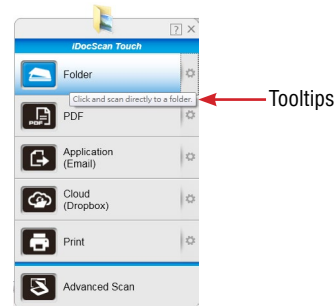 ?
iDocScan Touch
Folder
Click and scan directly to a folder.
Tooltips
PDF
PDF
Application
(Email)
Cloud
(Dropbox)
Print
Advanced Scan